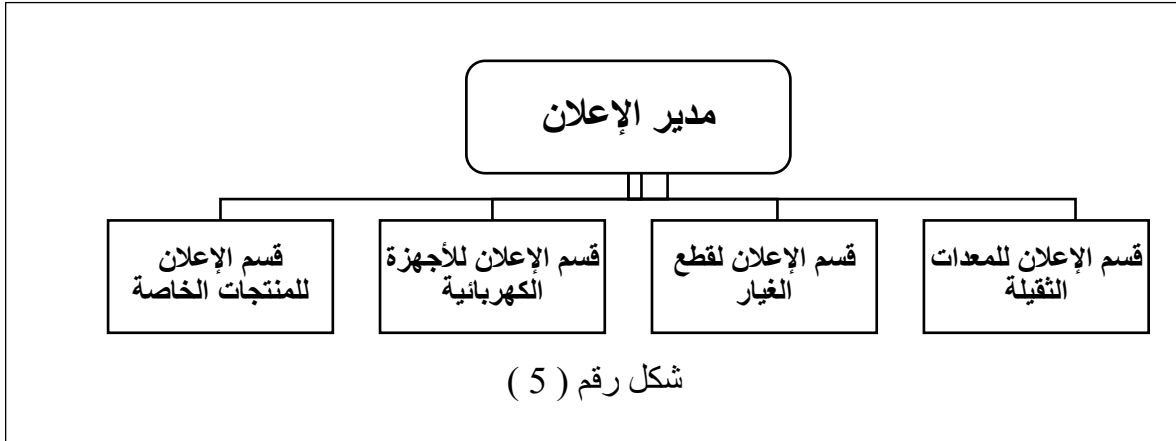 مدير الإعلان
قسم الإعلان للمعدات
الثقيلة
قسم الإعلان لقطع
الغيار
قسم الإعلان للأجهزة
الكهربائية
قسم الإعلان
للمنتجات الخاصة
شكل رقم ( 5 )